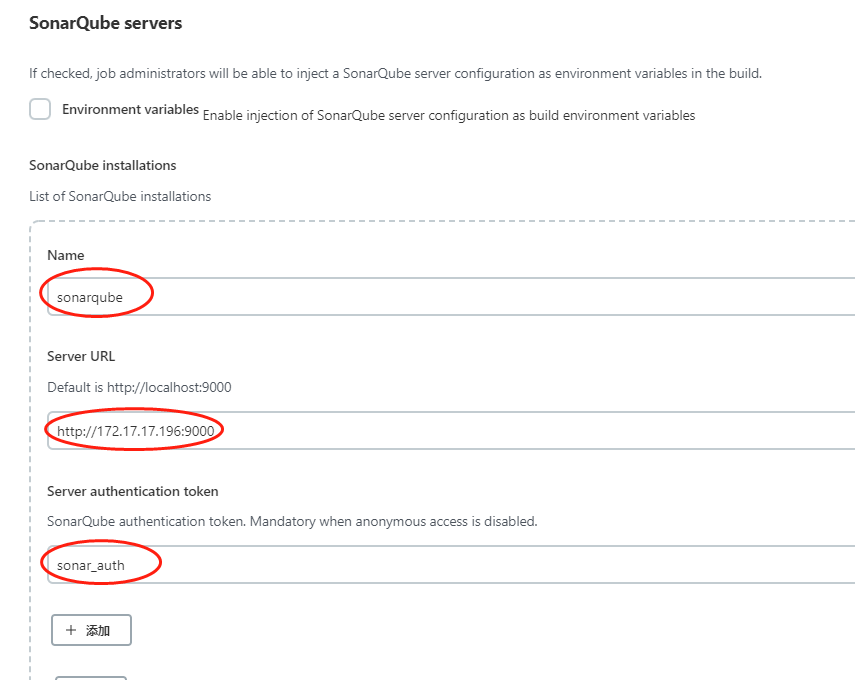 SonarQube servers
If checked, job administrators will be able to inject a SonarQube server configuration as environment variables in the build.
Environment variables Enable injection of SonarQube server configuration as build environment variables
SonarQube installations
List of SonarQube installations
Name
sonarqube
Server URL
Default is http://localhost:9000
http://172.17.17.196:9000
Server authentication token
SonarQube authentication token. Mandatory when anonymous access is disabled.
sonar_auth
+ 添加